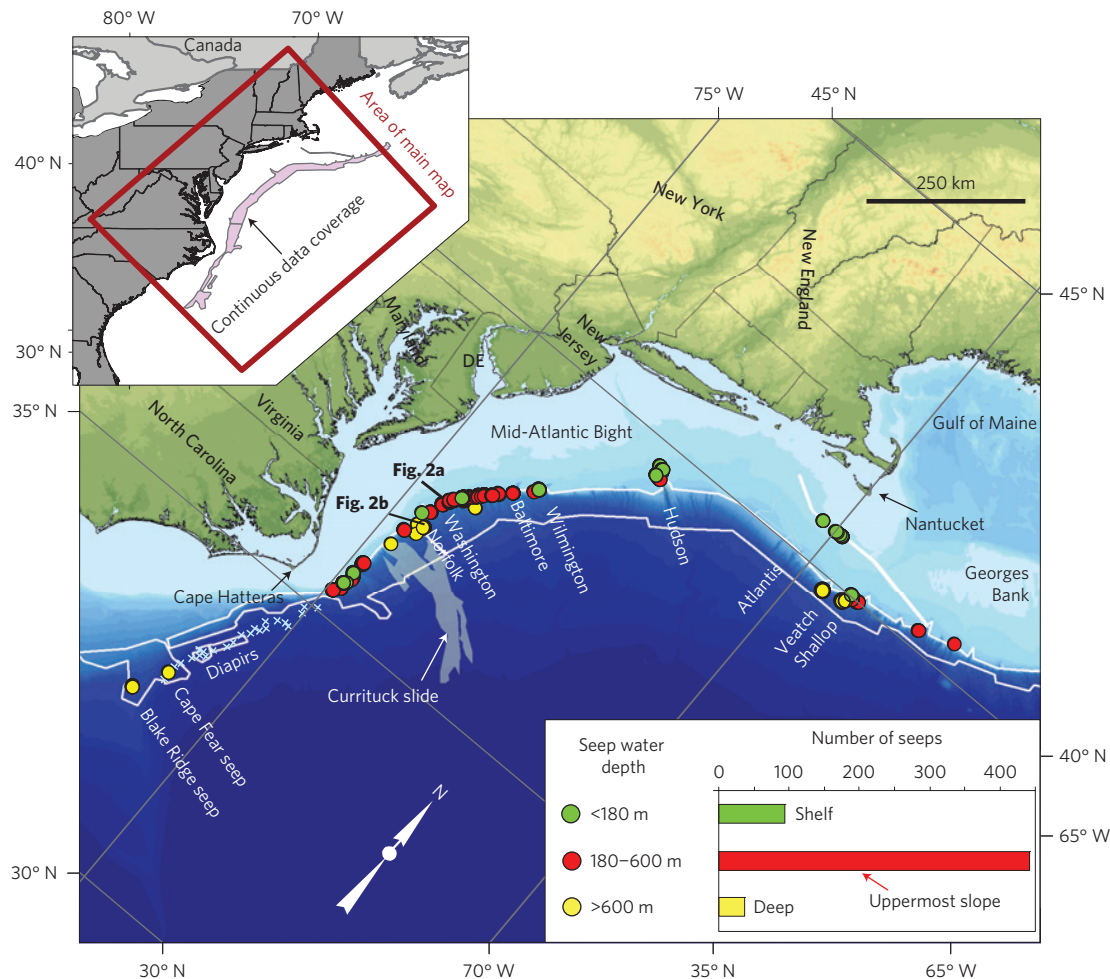 80° W
70° W
Canada
Area of main map
40° N
Continuous data coverage
30° N
75° W
45° N
250 km
New York
New England
45° N
35° N
Maryland
DE
New
Jersey
Virginia
North Carolina
Mid-Atlantic Bight
Gulf of Maine
Fig. 2a
Fig. 2b
Nantucket
Norfolk
Washington
Baltimore
Wilmington
Hudson
Atlantis
Veatch
Shallop
Georges
Bank
Cape Hatteras
Diapirs
Currituck slide
Cape Fear seep
Blake Ridge seep
N
Seep water
depth
Number of seeps
0 100 200 300 400
<180 m
Shelf
180–600 m
Uppermost slope
>600 m
Deep
40° N
65° W
30° N
30° N
70° W
35° N
65° W